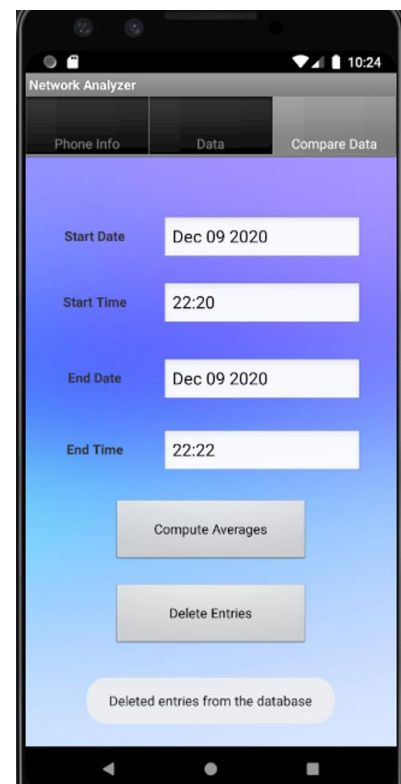 10:24
Network Analyzer
Phone Info
Data
Compare Data
Start Date
Dec 09 2020
Start Time
22:20
End Date
Dec 09 2020
End Time
22:22
Compute Averages
Delete Entries
Deleted entries from the database